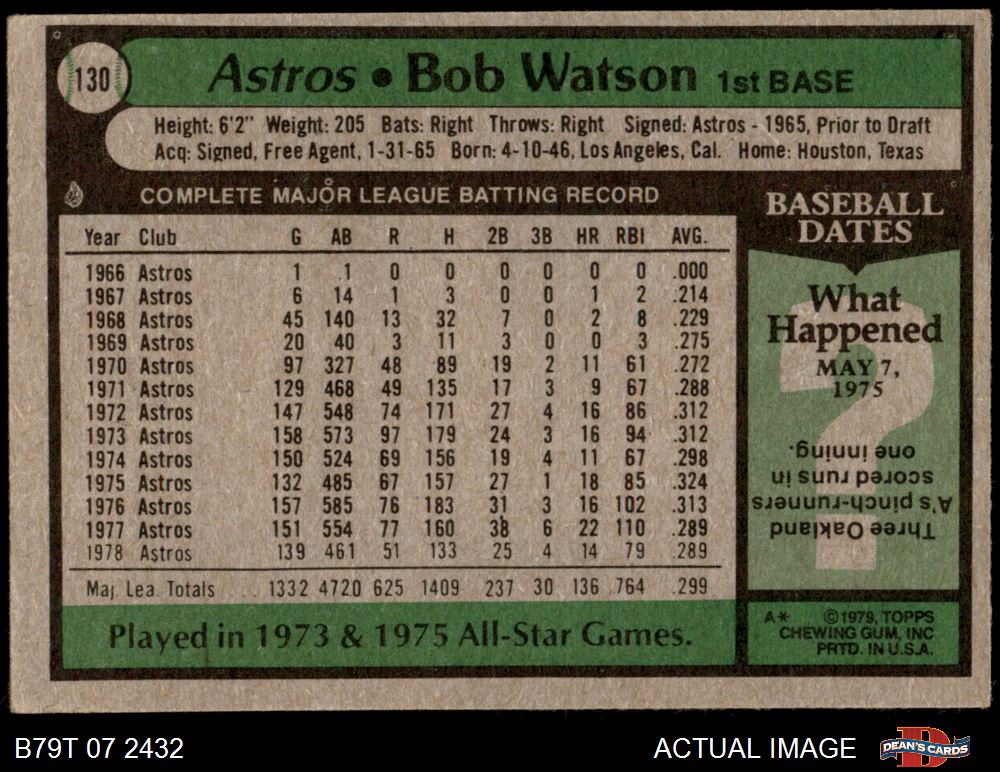 130
Astros • Bob Watson 1st BASE
Height: 6'2" Weight: 205 Bats: Right Throws: Right Signed: Astros - 1965, Prior to Draft
Acq: Signed, Free Agent, 1-31-65 Born: 4-10-46, Los Angeles, Cal. Home: Houston, Texas
COMPLETE MAJOR LEAGUE BATTING RECORD
Year Club G AB R H 2B 3B HR RBI AVG.
1966 Astros 1 1 0 0 0 0 0 0 .000
1967 Astros 6 14 1 3 0 0 1 2 .214
1968 Astros 45 140 13 32 7 0 2 8 .229
1969 Astros 20 40 3 11 3 0 0 3 .275
1970 Astros 97 327 48 89 19 2 11 61 .272
1971 Astros 129 468 49 135 17 3 9 67 .288
1972 Astros 147 548 74 171 27 4 16 86 .312
1973 Astros 158 573 97 179 24 3 16 94 .312
1974 Astros 150 524 69 156 19 4 11 67 .298
1975 Astros 132 485 67 157 27 1 18 85 .324
1976 Astros 157 585 76 183 31 3 16 102 .313
1977 Astros 151 554 77 160 38 6 22 110 .289
1978 Astros 139 461 51 133 25 4 14 79 .289
Maj. Lea. Totals ... 1332 4720 625 1409 237 30 136 764 .299
Played in 1973 & 1975 All-Star Games.
BASEBALL
DATES
What
Happened
MAY 7,
1975
Three Oakland
A's pinch-runners
scored runs in
one inning.
A* ©1979, TOPPS
CHEWING GUM, INC
PRTD. IN U.S.A.
B79T 07 2432
ACTUAL IMAGE
D
DEAN'S CARDS